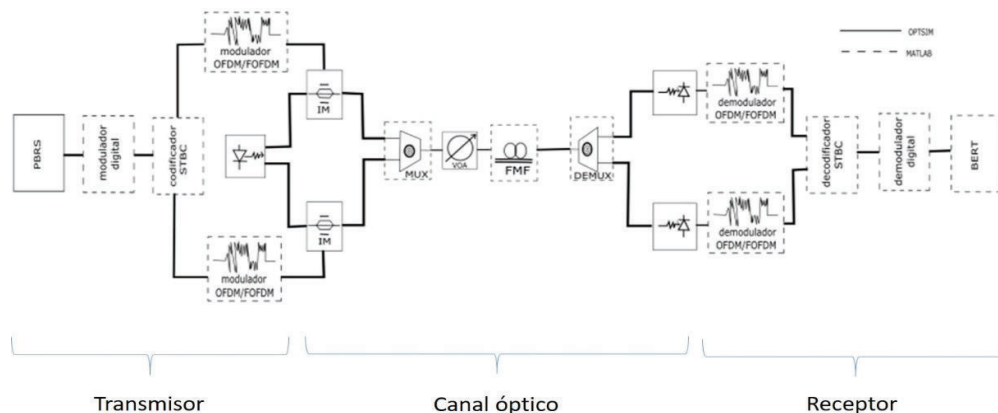 PBRS
modulador
digital
codificador
STBC
modulador
OFDM/FOFDM
modulador
OFDM/FOFDM
IM
IM
MUX
VOA
FMF
DEMUX
demodulador
OFDM/FOFDM
demodulador
OFDM/FOFDM
decodificador
STBC
demodulador
digital
BERT
OPTSIM
MATLAB
Transmisor
Canal óptico
Receptor